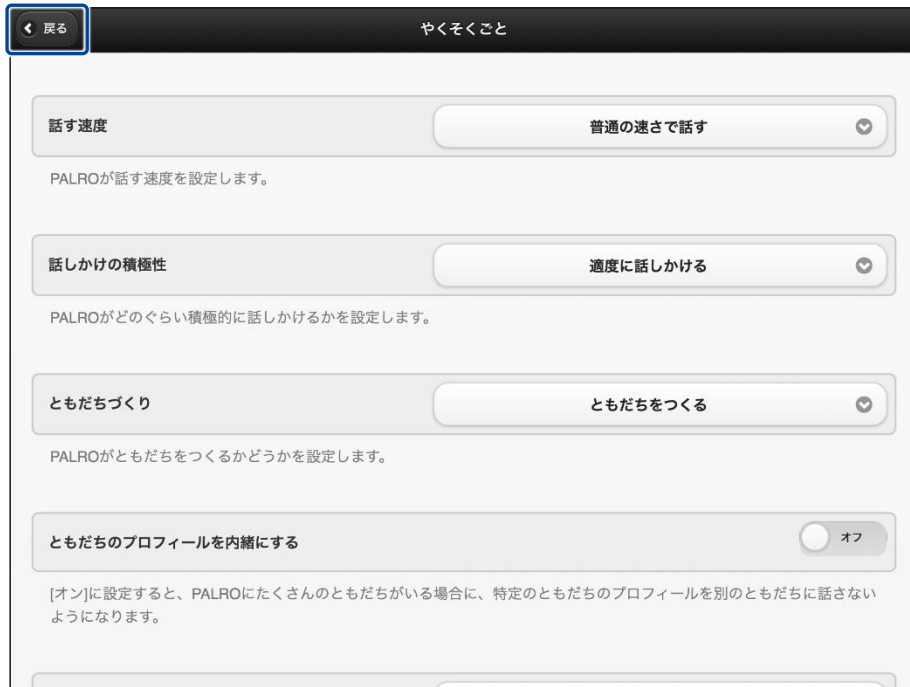 戻る
やくそくごと
話す速度
普通の速さで話す
PALROが話す速度を設定します。
話しかけの積極性
適度に話しかける
PALROがどのぐらい積極的に話しかけるかを設定します。
ともだちづくり
ともだちをつくる
PALROがともだちをつくるかどうかを設定します。
ともだちのプロフィールを内緒にする
オフ
[オン]に設定すると、PALROにたくさんのともだちがいる場合に、特定のともだちのプロフィールを別のともだちに話さない
ようになります。